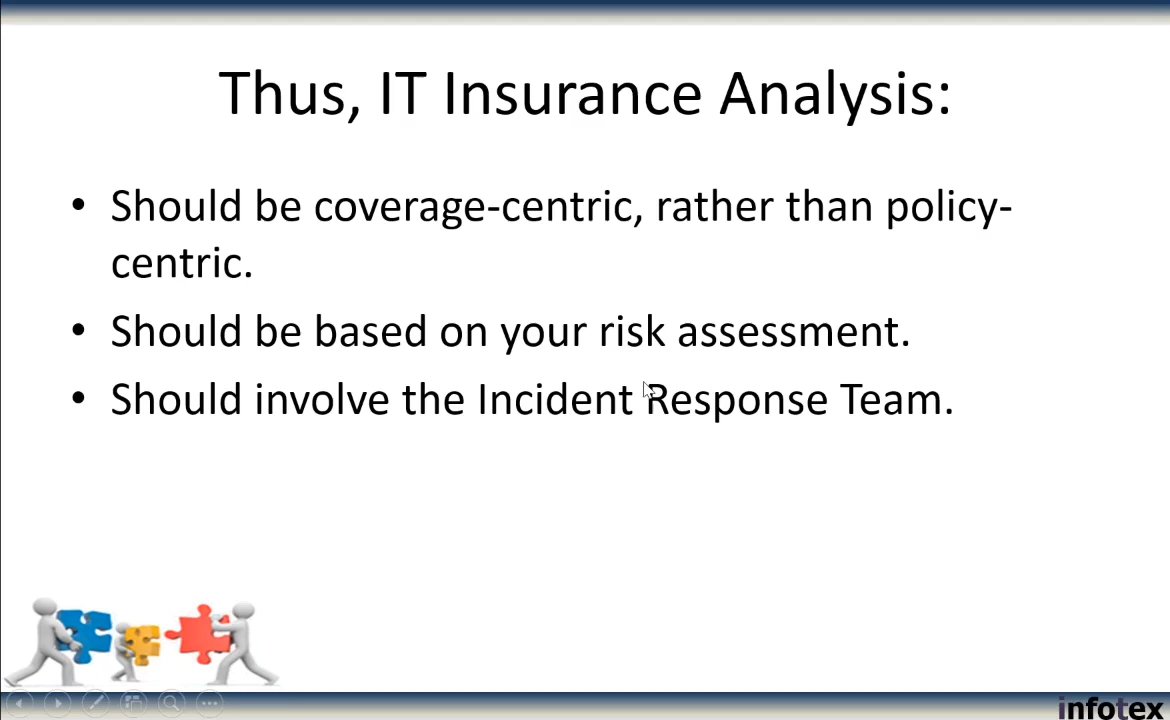 Thus, IT Insurance Analysis:
• Should be coverage-centric, rather than policy-
centric.
• Should be based on your risk assessment.
• Should involve the Incident Response Team.
infotex